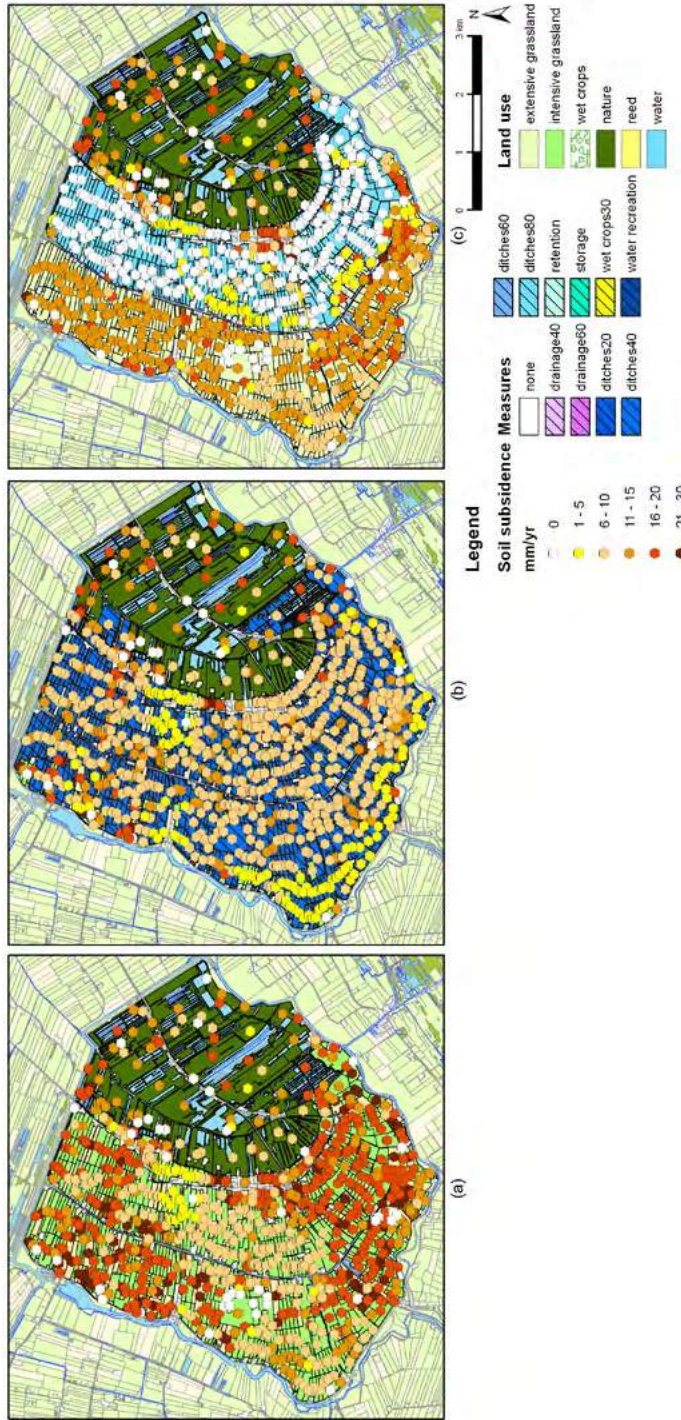 (a)
(b)
(c)
N
0 1 2 3 km
Legend
Soil subsidence
mm/yr
0
1 - 5
6 - 10
11 - 15
16 - 20
21 - 30
Measures
none
drainage40
drainage60
ditches20
ditches40
ditches60
ditches80
retention
storage
wet crops30
water recreation
Land use
extensive grassland
intensive grassland
wet crops
nature
reed
water